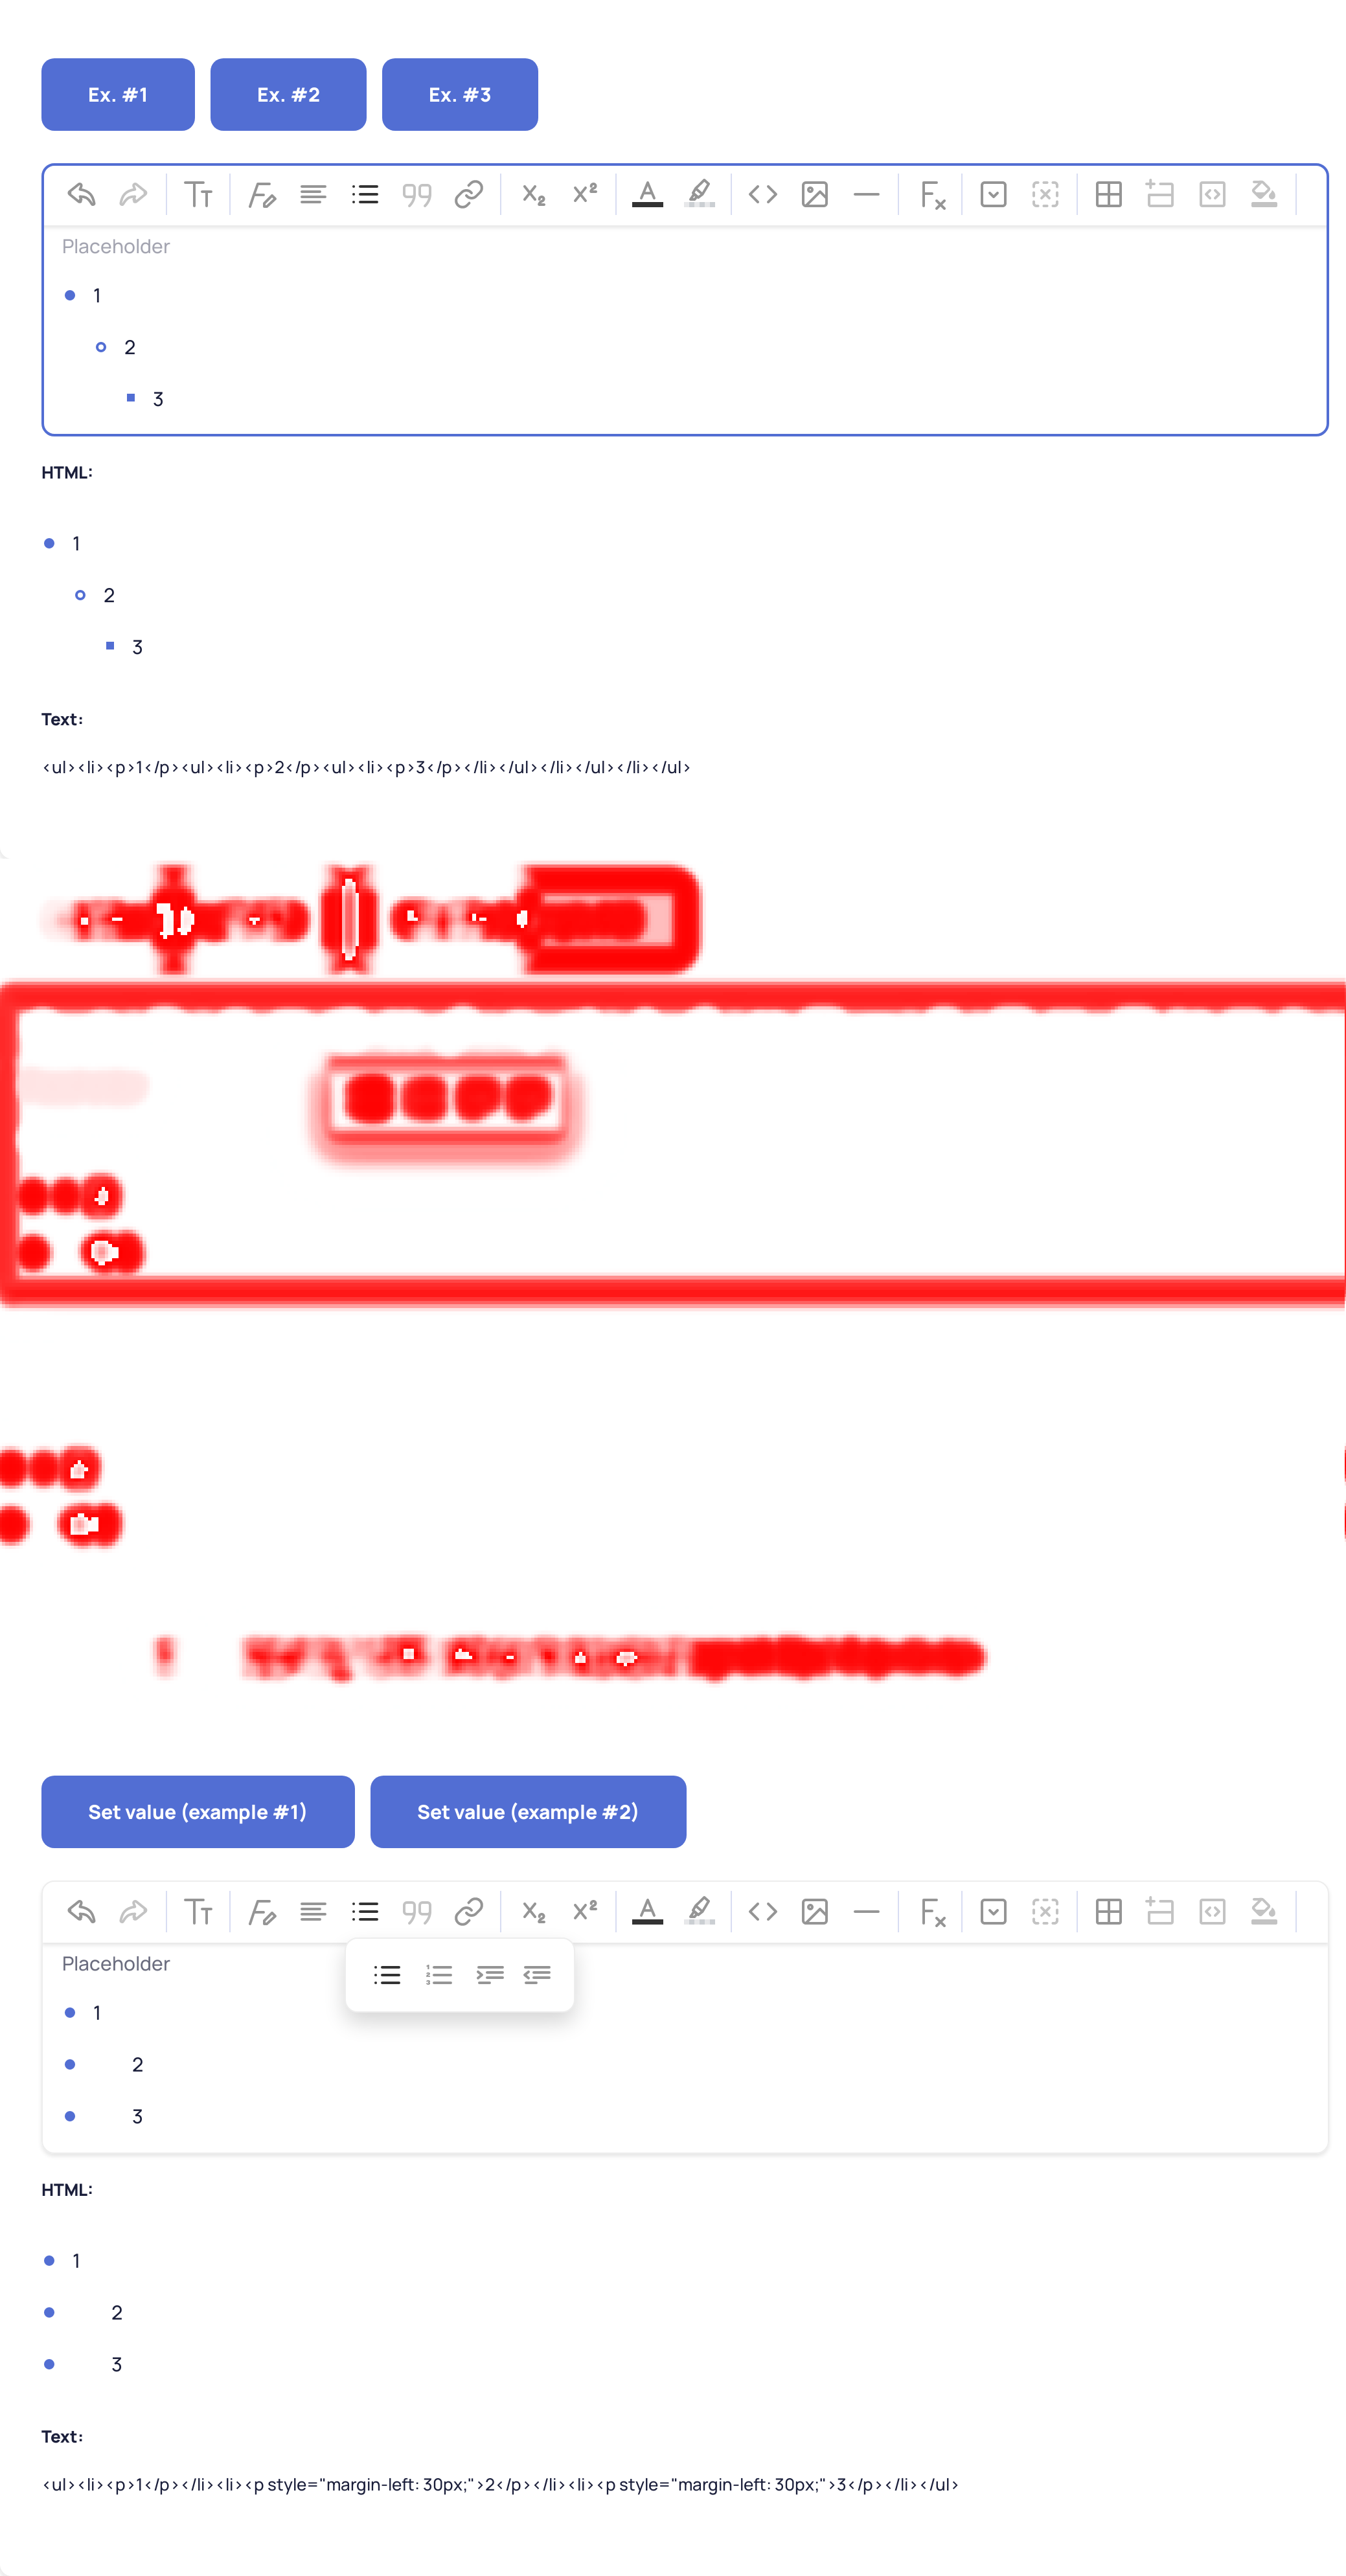 Ex. #1 Ex. #2 Ex. #3
Placeholder
1
2
3
HTML:
1
2
3
Text:
<ul><li><p>1</p><ul><li><p>2</p><ul><li><p>3</p></li></ul></li></ul></li></ul>
Set value (example #1) Set value (example #2)
Placeholder
1
2
3
HTML:
1
2
3
Text:
<ul><li><p>1</p></li><li><p style="margin-left: 30px;">2</p></li><li><p style="margin-left: 30px;">3</p></li></ul>